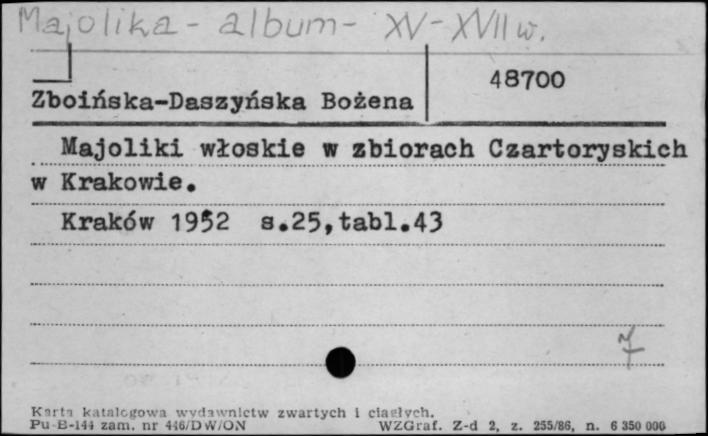 Majolika - album - XV-XVII w.
48700
Zboińska-Daszyńska Bożena
Majoliki włoskie w zbiorach Czartoryskich
w Krakowie.
Kraków 1952 s.25,tabl.43
7
Karta katalogowa wydawnictw zwartych i ciągłych.
Pu-B-144 zam. nr 446/DW/ON WZGraf. Z-d 2, z. 255/86, n. 6 350 000